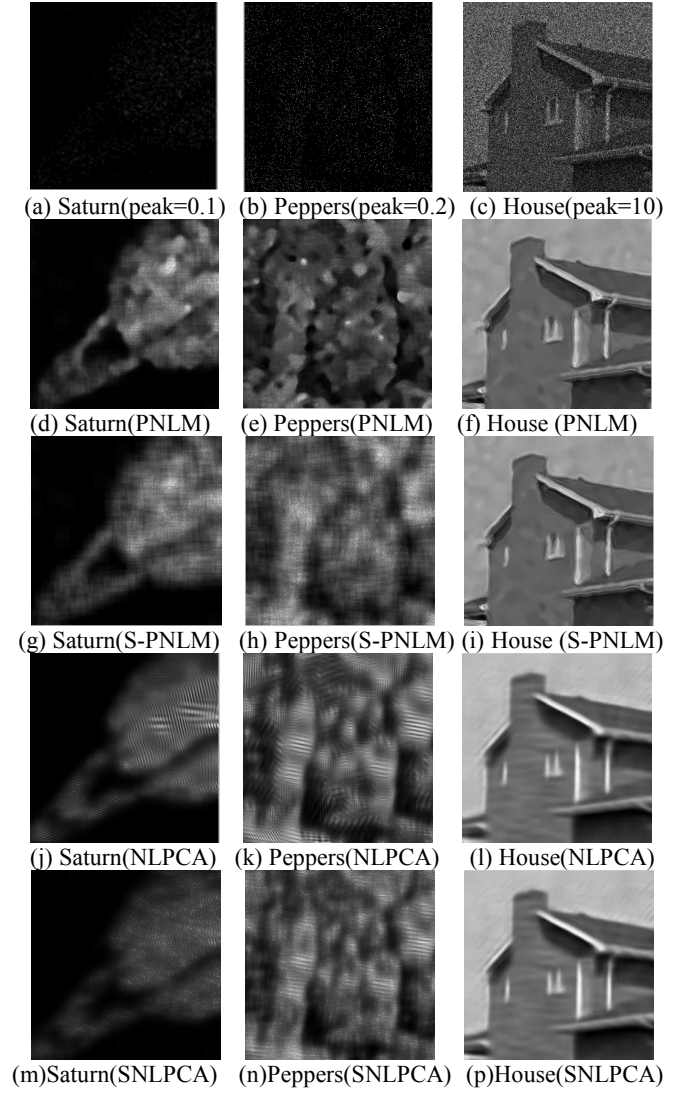 (a) Saturn(peak=0.1) (b) Peppers(peak=0.2) (c) House(peak=10)
(d) Saturn(PNLM) (e) Peppers(PNLM) (f) House (PNLM)
(g) Saturn(S-PNLM) (h) Peppers(S-PNLM) (i) House (S-PNLM)
(j) Saturn(NLPCA) (k) Peppers(NLPCA) (l) House(NLPCA)
(m)Saturn(SNLPCA) (n)Peppers(SNLPCA) (p)House(SNLPCA)